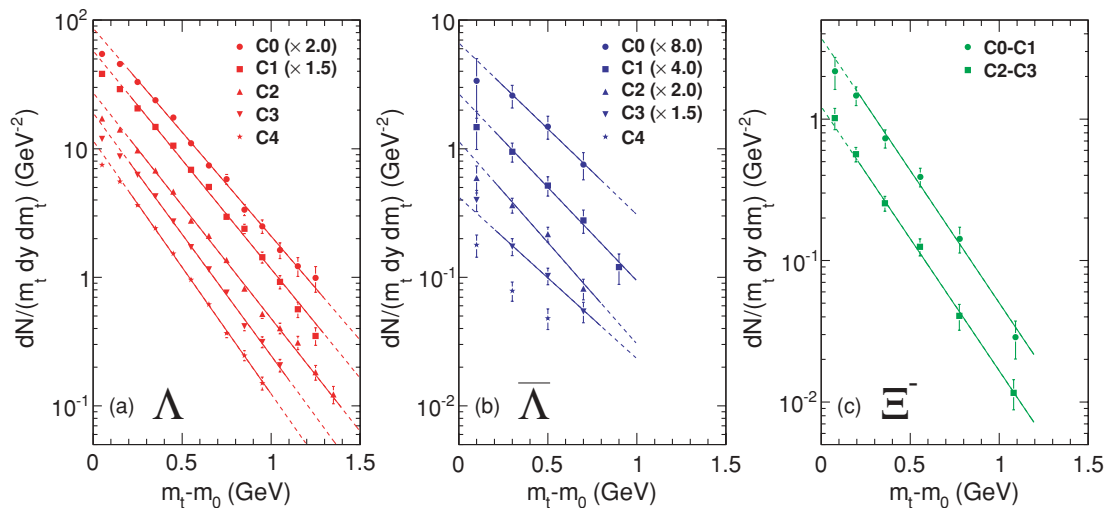 dN/(m_t dy dm_t) (GeV⁻²)
10²
10
1
10⁻¹
C0 (× 2.0)
C1 (× 1.5)
C2
C3
C4
(a) Λ
0 0.5 1 1.5
m_t-m_0 (GeV)
dN/(m_t dy dm_t) (GeV⁻²)
10
1
10⁻¹
10⁻²
C0 (× 8.0)
C1 (× 4.0)
C2 (× 2.0)
C3 (× 1.5)
C4
(b) Λ̅
0 0.5 1 1.5
m_t-m_0 (GeV)
dN/(m_t dy dm_t) (GeV⁻²)
1
10⁻¹
10⁻²
C0-C1
C2-C3
(c) Ξ⁻
0 0.5 1 1.5
m_t-m_0 (GeV)